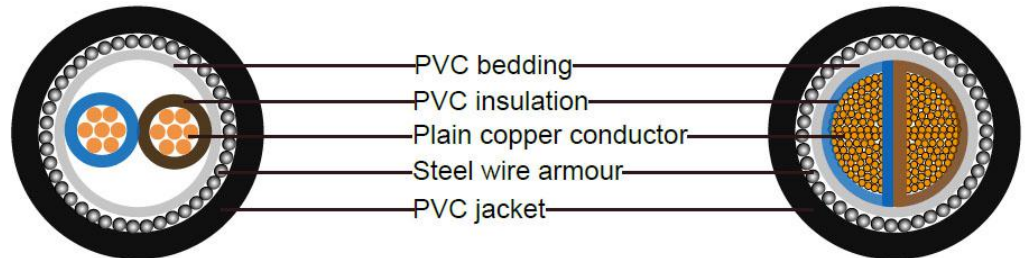 PVC bedding
PVC insulation
Plain copper conductor
Steel wire armour
PVC jacket